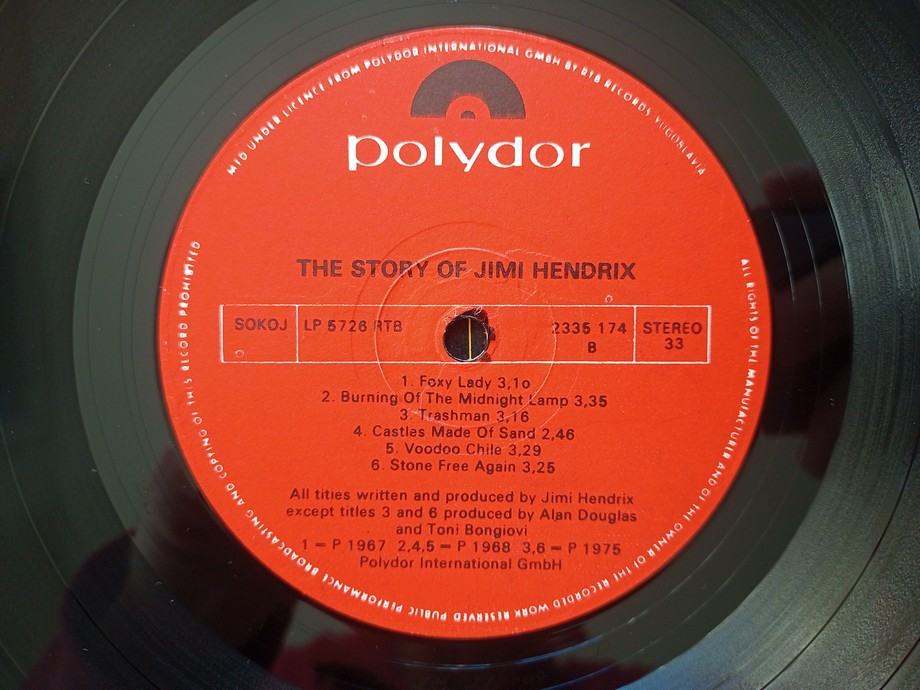 MFD UNDER LICENCE FROM POLYDOR INTERNATIONAL GMBH BY RTB RECORDS YUGOSLAVIA
polydor
THE STORY OF JIMI HENDRIX
SOKOJ
LP 5726 RTB
2335 174
B
STEREO
33
1. Foxy Lady 3,1o
2. Burning Of The Midnight Lamp 3,35
3. Trashman 3,16
4. Castles Made Of Sand 2,46
5. Voodoo Chile 3,29
6. Stone Free Again 3,25
All titles written and produced by Jimi Hendrix
except titles 3 and 6 produced by Alan Douglas
and Toni Bongiovi
1 — P 1967 2,4,5 — P 1968 3,6 — P 1975
Polydor International GmbH
ALL RIGHTS OF THE MANUFACTURER AND OF THE OWNER OF THE RECORDED WORK RESERVED PUBLIC PERFORMANCE BROADCASTING AND COPYING OF THIS RECORD PROHIBITED